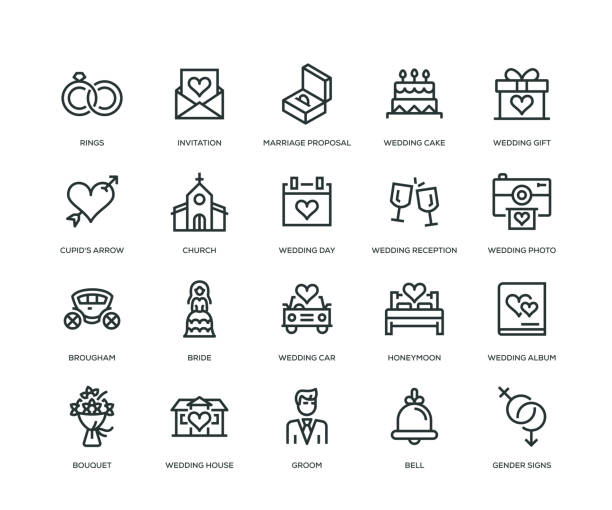 RINGS
INVITATION
MARRIAGE PROPOSAL
WEDDING CAKE
WEDDING GIFT
CUPID'S ARROW
CHURCH
WEDDING DAY
WEDDING RECEPTION
WEDDING PHOTO
BROUGHAM
BRIDE
WEDDING CAR
HONEYMOON
WEDDING ALBUM
BOUQUET
WEDDING HOUSE
GROOM
BELL
GENDER SIGNS